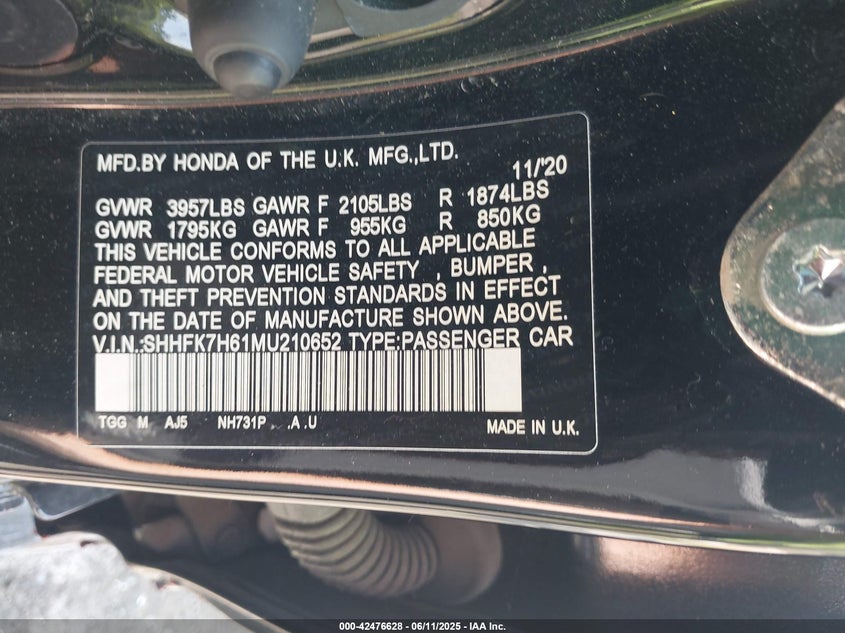 MFD.BY HONDA OF THE U.K. MFG.,LTD. 11/'20
GVWR 3957LBS GAWR F 2105LBS R 1874LBS
GVWR 1795KG GAWR F 955KG R 850KG
THIS VEHICLE CONFORMS TO ALL APPLICABLE
FEDERAL MOTOR VEHICLE SAFETY , BUMPER ,
AND THEFT PREVENTION STANDARDS IN EFFECT
ON THE DATE OF MANUFACTURE SHOWN ABOVE.
V.I.N.:SHHFK7H61MU210652 TYPE:PASSENGER CAR
TGG M AJ5 NH731P .A .U MADE IN U.K.
000-42476628 - 06/11/2025 - IAA Inc.